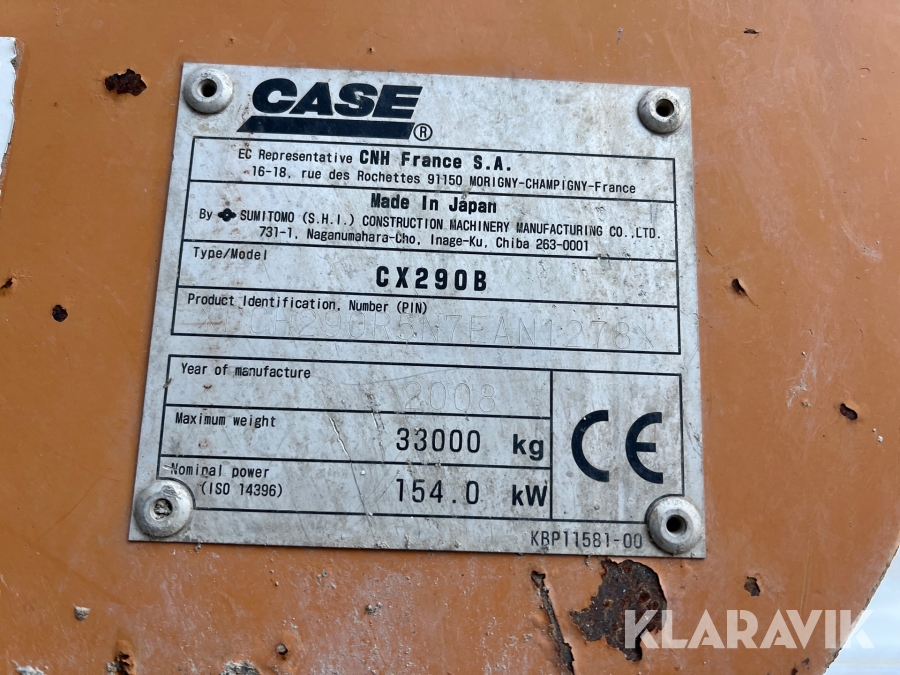 CASE®
EC Representative CNH France S.A.
16-18, rue des Rochettes 91150 MORIGNY-CHAMPIGNY-France
Made In Japan
By SUMITOMO (S.H.I.) CONSTRUCTION MACHINERY MANUFACTURING CO.,LTD.
731-1, Naganumahara-Cho, Inage-Ku, Chiba 263-0001
Type/Model
CX290B
Product Identification, Number (PIN)
Year of manufacture
2008
Maximum weight
33000 kg
Nominal power
(ISO 14396)
154.0 kW
CE
KBP11581-00
KLARAVIK